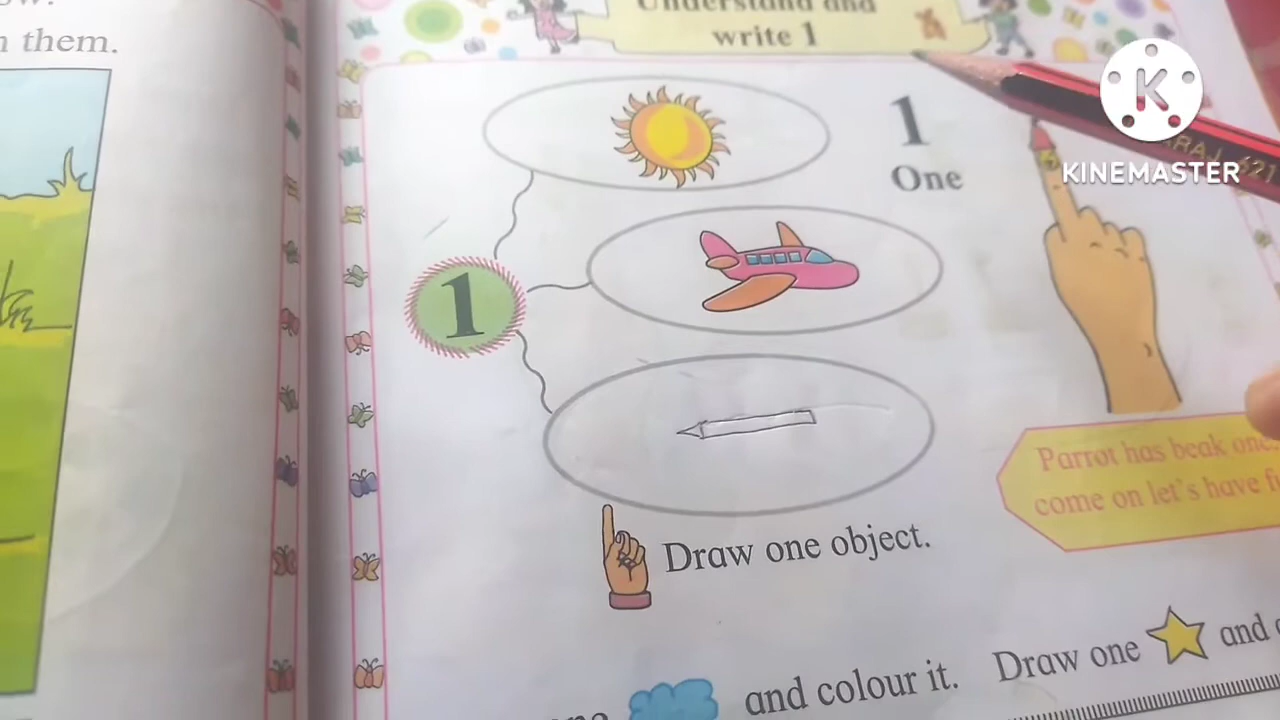 them.
Understand and
write 1
1
One
1
Draw one object.
Parrot has beak one.
come on let's have
and colour it. Draw one and
KINEMASTER